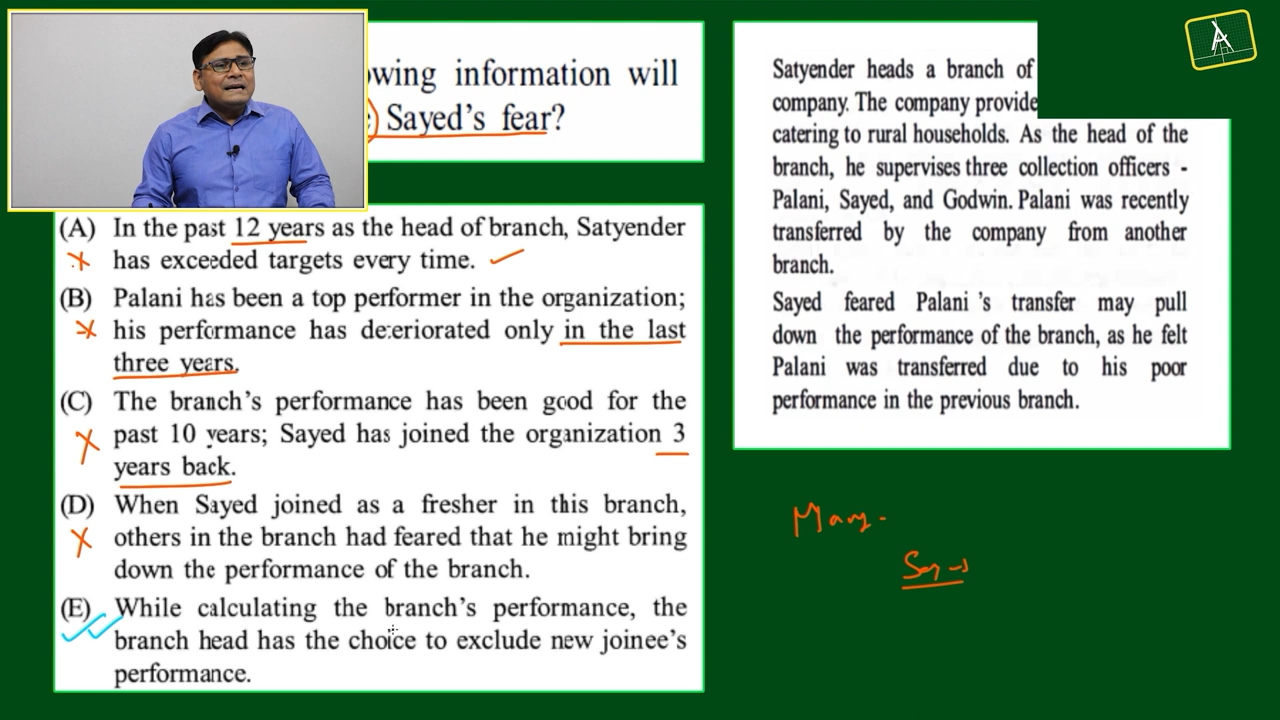 owing information will
Sayed's fear?
(A) In the past 12 years as the head of branch, Satyender
has exceeded targets every time.
(B) Palani has been a top performer in the organization;
his performance has deteriorated only in the last
three years.
(C) The branch's performance has been good for the
past 10 years; Sayed has joined the organization 3
years back.
(D) When Sayed joined as a fresher in this branch,
others in the branch had feared that he might bring
down the performance of the branch.
(E) While calculating the branch's performance, the
branch head has the choice to exclude new joinee's
performance.
Satyender heads a branch of
company. The company provide
catering to rural households. As the head of the
branch, he supervises three collection officers -
Palani, Sayed, and Godwin. Palani was recently
transferred by the company from another
branch.
Sayed feared Palani 's transfer may pull
down the performance of the branch, as he felt
Palani was transferred due to his poor
performance in the previous branch.